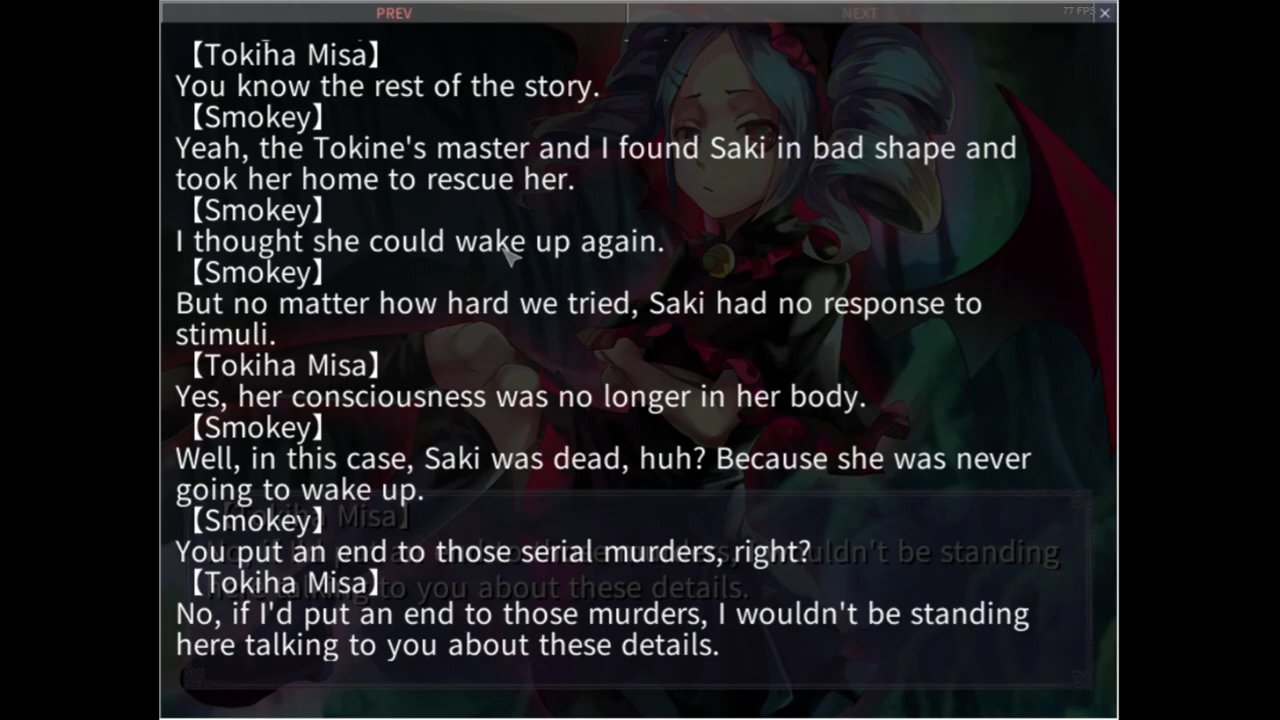 PREV
NEXT
77 FPS
【Tokiha Misa】
You know the rest of the story.
【Smokey】
Yeah, the Tokine's master and I found Saki in bad shape and
took her home to rescue her.
【Smokey】
I thought she could wake up again.
【Smokey】
But no matter how hard we tried, Saki had no response to
stimuli.
【Tokiha Misa】
Yes, her consciousness was no longer in her body.
【Smokey】
Well, in this case, Saki was dead, huh? Because she was never
going to wake up.
【Smokey】
You put an end to those serial murders, right?
【Tokiha Misa】
No, if I'd put an end to those murders, I wouldn't be standing
here talking to you about these details.